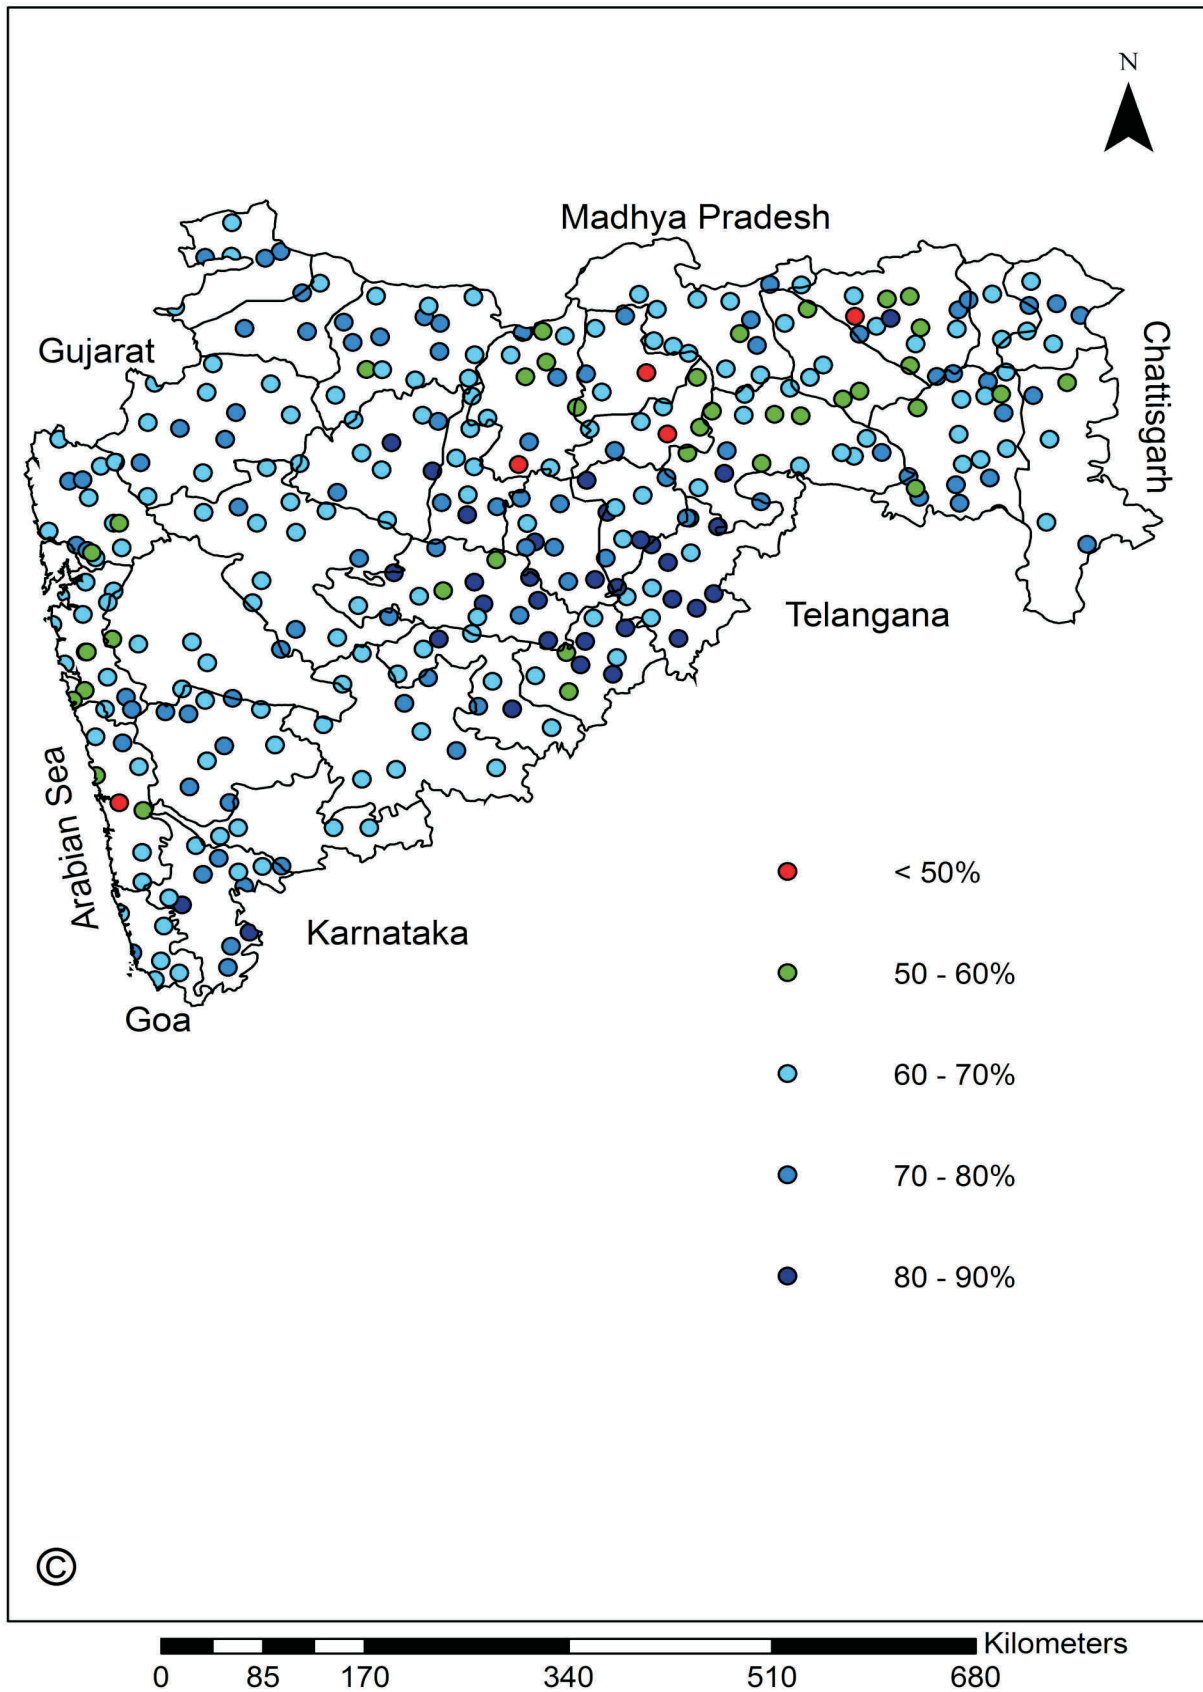 N
Madhya Pradesh
Gujarat
Chattisgarh
Telangana
Arabian Sea
Karnataka
Goa
< 50%
50 - 60%
60 - 70%
70 - 80%
80 - 90%
©
Kilometers
0 85 170 340 510 680